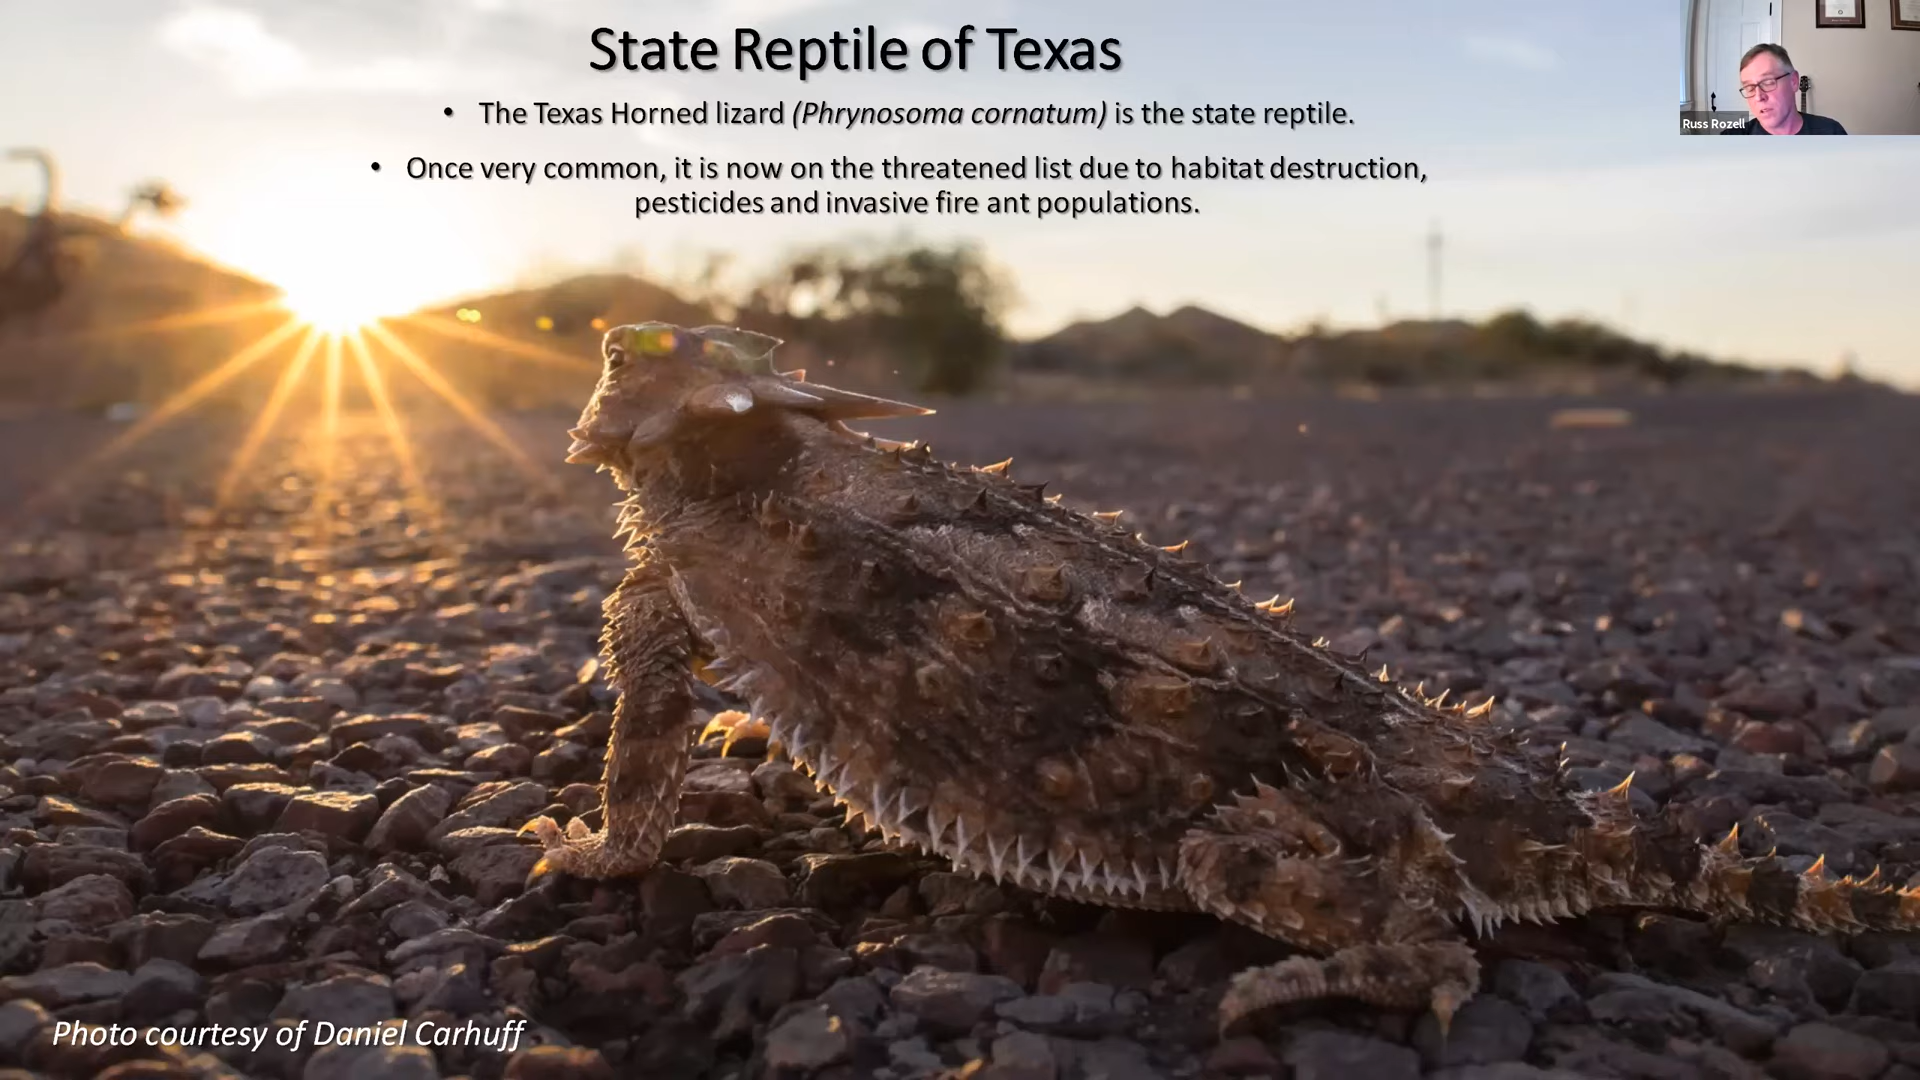 State Reptile of Texas
• The Texas Horned lizard (Phrynosoma cornatum) is the state reptile.
• Once very common, it is now on the threatened list due to habitat destruction,
pesticides and invasive fire ant populations.
Russ Rozell
Photo courtesy of Daniel Carhuff